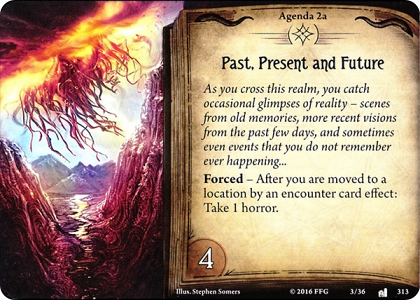 Agenda 2a
Past, Present and Future
As you cross this realm, you catch
occasional glimpses of reality – scenes
from old memories, more recent visions
from the past few days, and sometimes
even events that you do not remember
ever happening...
Forced – After you are moved to a
location by an encounter card effect:
Take 1 horror.
4
Illus. Stephen Somers
© 2016 FFG
3/36
313